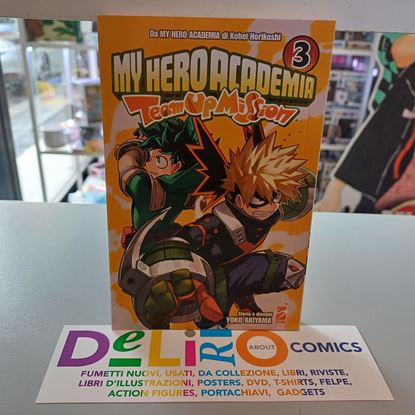 Da MY HERO ACADEMIA di Kohei Horikoshi
3
MY HERO ACADEMIA
Team Up Mission
Storia e disegni
YOKO AKIYAMA
DeLiRiO ABOUT COMICS
FUMETTI NUOVI, USATI, DA COLLEZIONE, LIBRI, RIVISTE,
LIBRI D'ILLUSTRAZIONI, POSTERS, DVD, T-SHIRTS, FELPE,
ACTION FIGURES, PORTACHIAVI, GADGETS